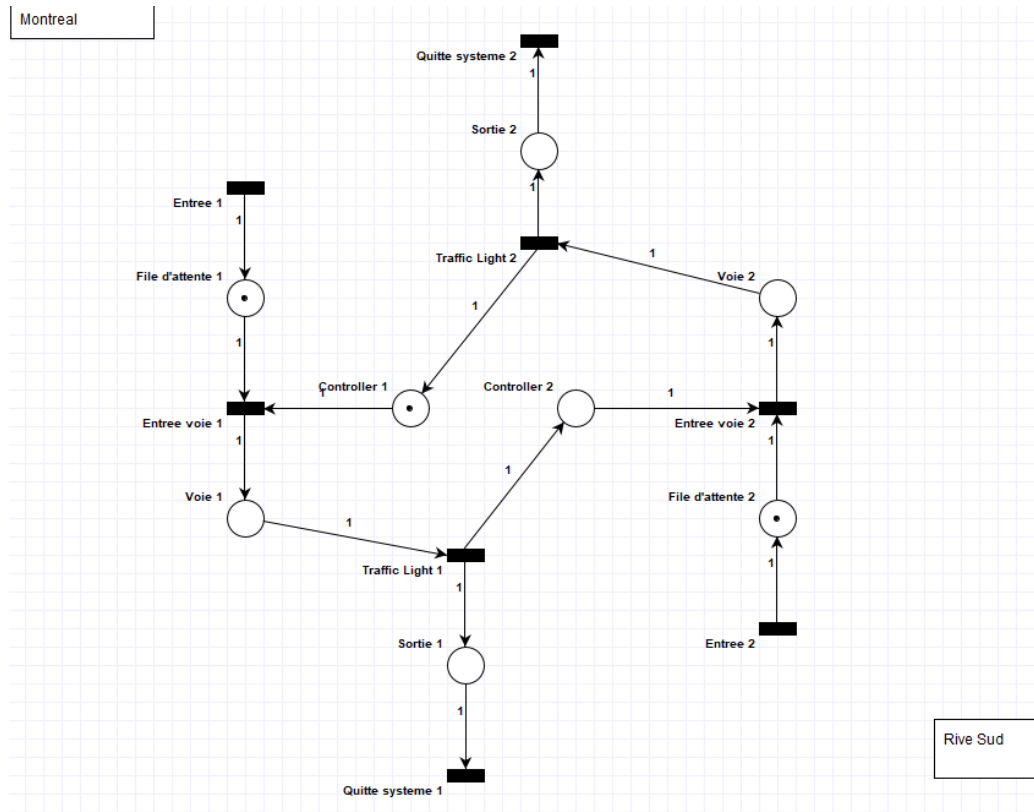 Montreal
Quitte systeme 2
1
Sortie 2
1
Entree 1
1
Traffic Light 2
1
Voie 2
File d'attente 1
1
1
1
Controller 1
1
Controller 2
1
Entree voie 1
Entree voie 2
1
1
Voie 1
1
1
File d'attente 2
Traffic Light 1
1
1
Sortie 1
Entree 2
1
Rive Sud
Quitte systeme 1